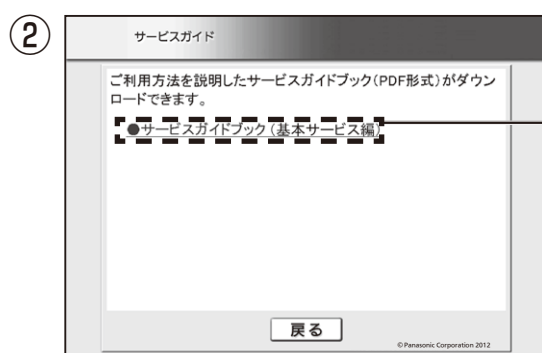 ②
サービスガイド
ご利用方法を説明したサービスガイドブック(PDF形式)がダウン
ロードできます。
●サービスガイドブック(基本サービス編)
戻る
© Panasonic Corporation 2012